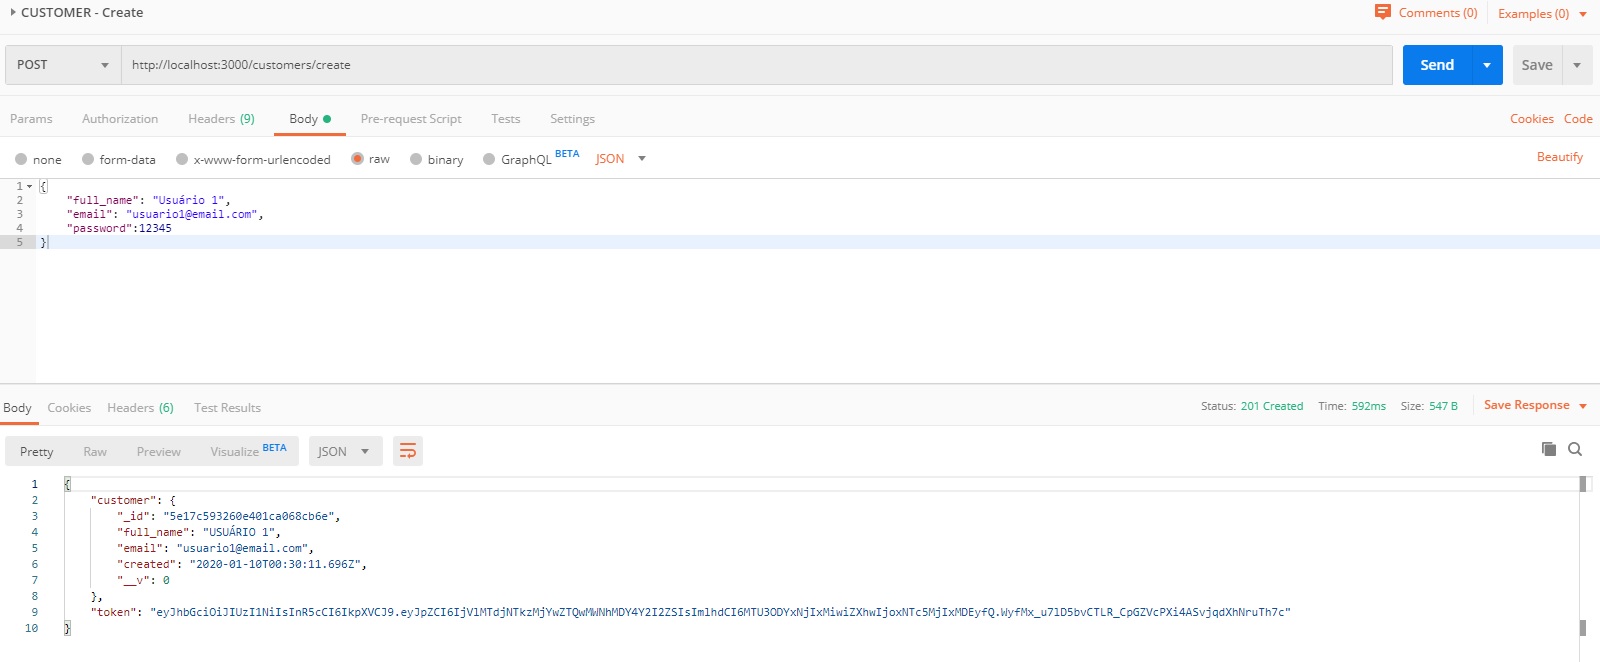 CUSTOMER - Create
Comments (0) Examples (0)
POST http://localhost:3000/customers/create Send Save
Params Authorization Headers (9) Body Pre-request Script Tests Settings Cookies Code
none form-data x-www-form-urlencoded raw binary GraphQL BETA JSON Beautify
1 {
2 "full_name": "Usuário 1",
3 "email": "usuario1@email.com",
4 "password":12345
5 }
Body Cookies Headers (6) Test Results Status: 201 Created Time: 592ms Size: 547 B Save Response
Pretty Raw Preview Visualize BETA JSON
1 {
2 "customer": {
3 "_id": "5e17c593260e401ca068cb6e",
4 "full_name": "USUÁRIO 1",
5 "email": "usuario1@email.com",
6 "created": "2020-01-10T00:30:11.696Z",
7 "__v": 0
8 },
9 "token":
10 }